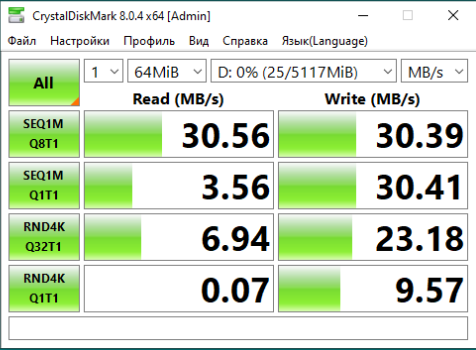 CrystalDiskMark 8.0.4 x64 [Admin]
Файл Настройки Профиль Вид Справка Язык(Language)
All 1 64MiB D: 0% (25/5117MiB) MB/s
Read (MB/s) Write (MB/s)
SEQ1M
Q8T1 30.56 30.39
SEQ1M
Q1T1 3.56 30.41
RND4K
Q32T1 6.94 23.18
RND4K
Q1T1 0.07 9.57